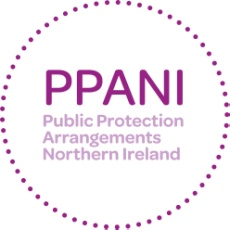 PPANI
Public Protection
Arrangements
Northern Ireland